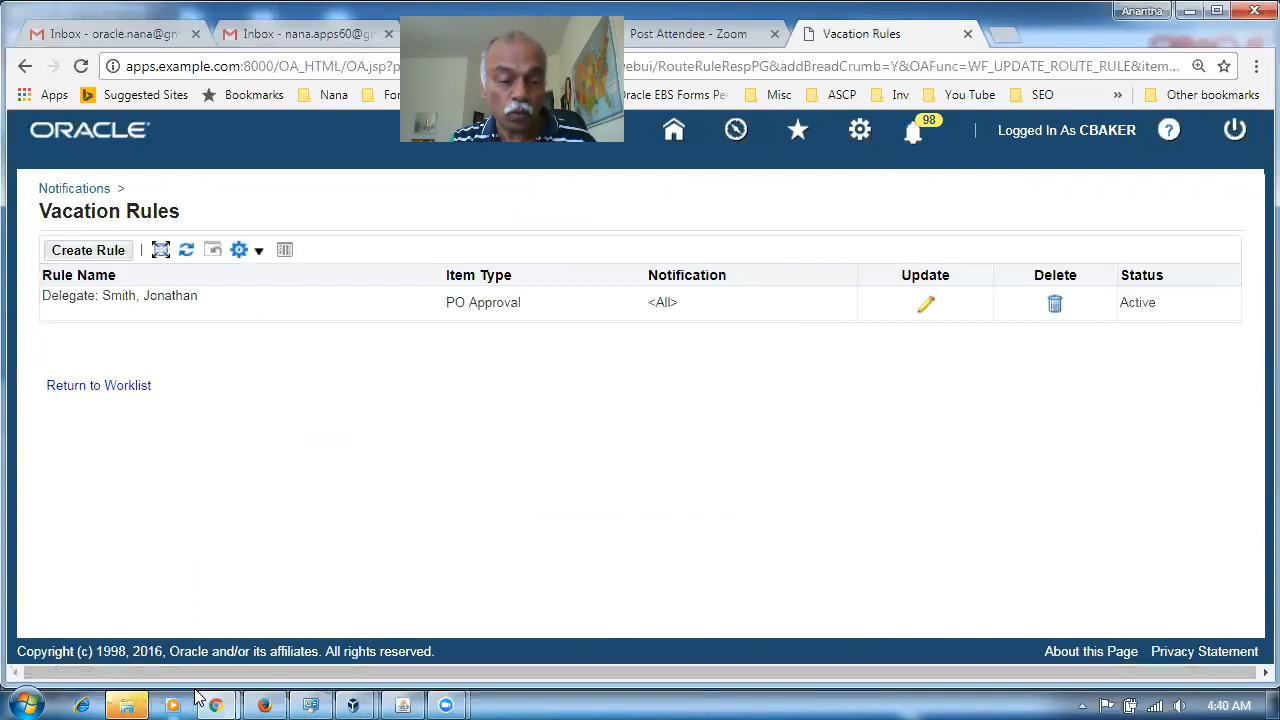 Anantha
Inbox - oracle.nana@gm
Inbox - nana.apps60@g
Post Attendee - Zoom
Vacation Rules
apps.example.com:8000/OA_HTML/OA.jsp?p
ebui/RouteRuleRespPG&addBreadCrumb=Y&OAFunc=WF_UPDATE_ROUTE_RULE&item...
Apps
Suggested Sites
Bookmarks
Nana
Oracle EBS Forms Pe
Misc
ASCP
Inv
You Tube
SEO
»
Other bookmarks
ORACLE
98
Logged In As CBAKER
Notifications >
Vacation Rules
Create Rule
Rule Name Item Type Notification Update Delete Status
Delegate: Smith, Jonathan PO Approval <All> Active
Return to Worklist
Copyright (c) 1998, 2016, Oracle and/or its affiliates. All rights reserved.
About this Page Privacy Statement
4:40 AM